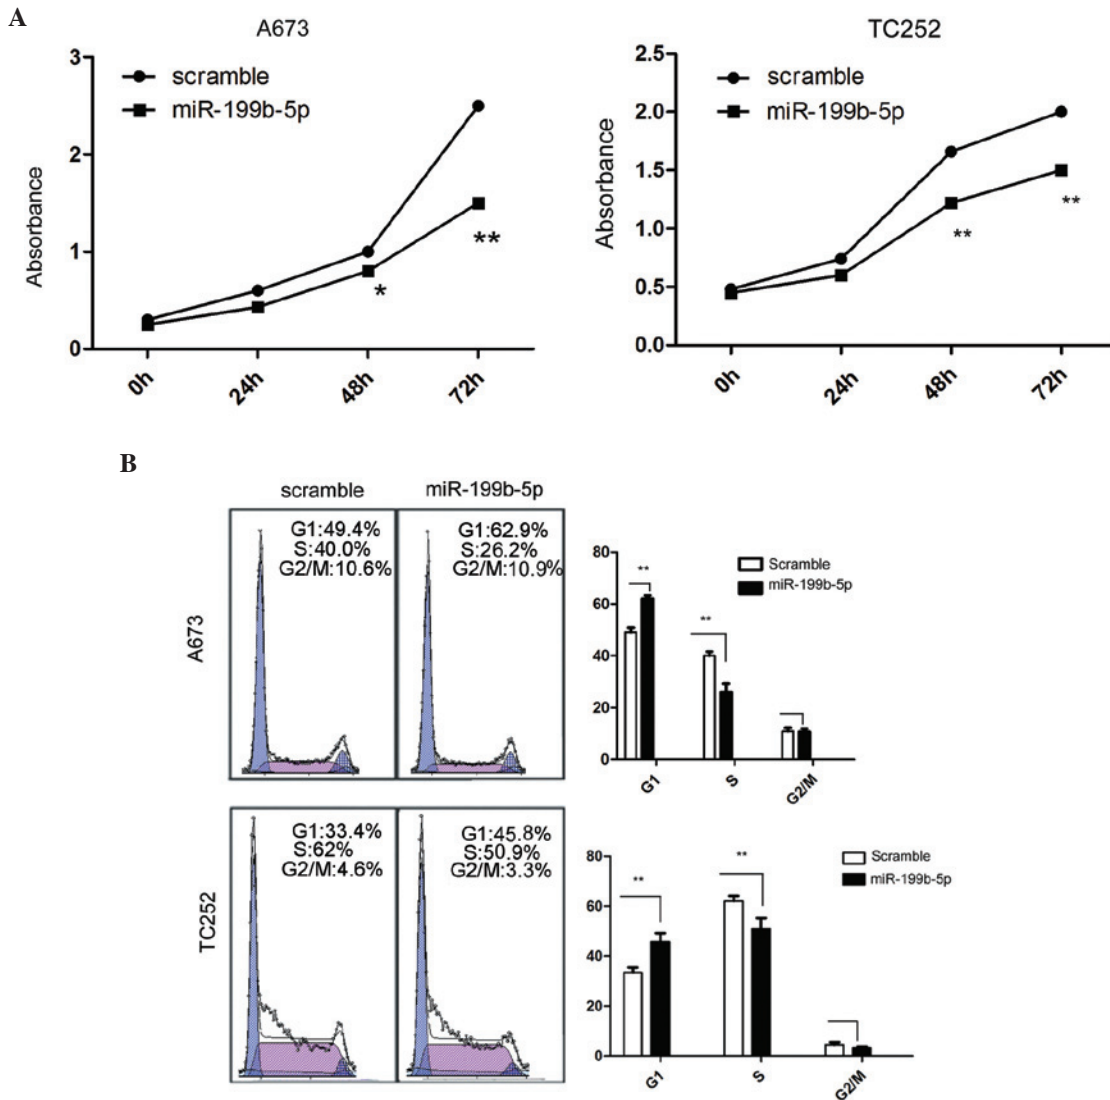 A
A673
3
2
1
0
Absorbance
scramble
miR-199b-5p
*
**
0h
24h
48h
72h
TC252
2.5
2.0
1.5
1.0
0.5
0.0
Absorbance
scramble
miR-199b-5p
**
**
0h
24h
48h
72h
B
scramble
miR-199b-5p
A673
G1:49.4%
S:40.0%
G2/M:10.6%
G1:62.9%
S:26.2%
G2/M:10.9%
80
60
40
20
0
Scramble
miR-199b-5p
**
**
G1
S
G2/M
TC252
G1:33.4%
S:62%
G2/M:4.6%
G1:45.8%
S:50.9%
G2/M:3.3%
80
60
40
20
0
Scramble
miR-199b-5p
**
**
G1
S
G2/M